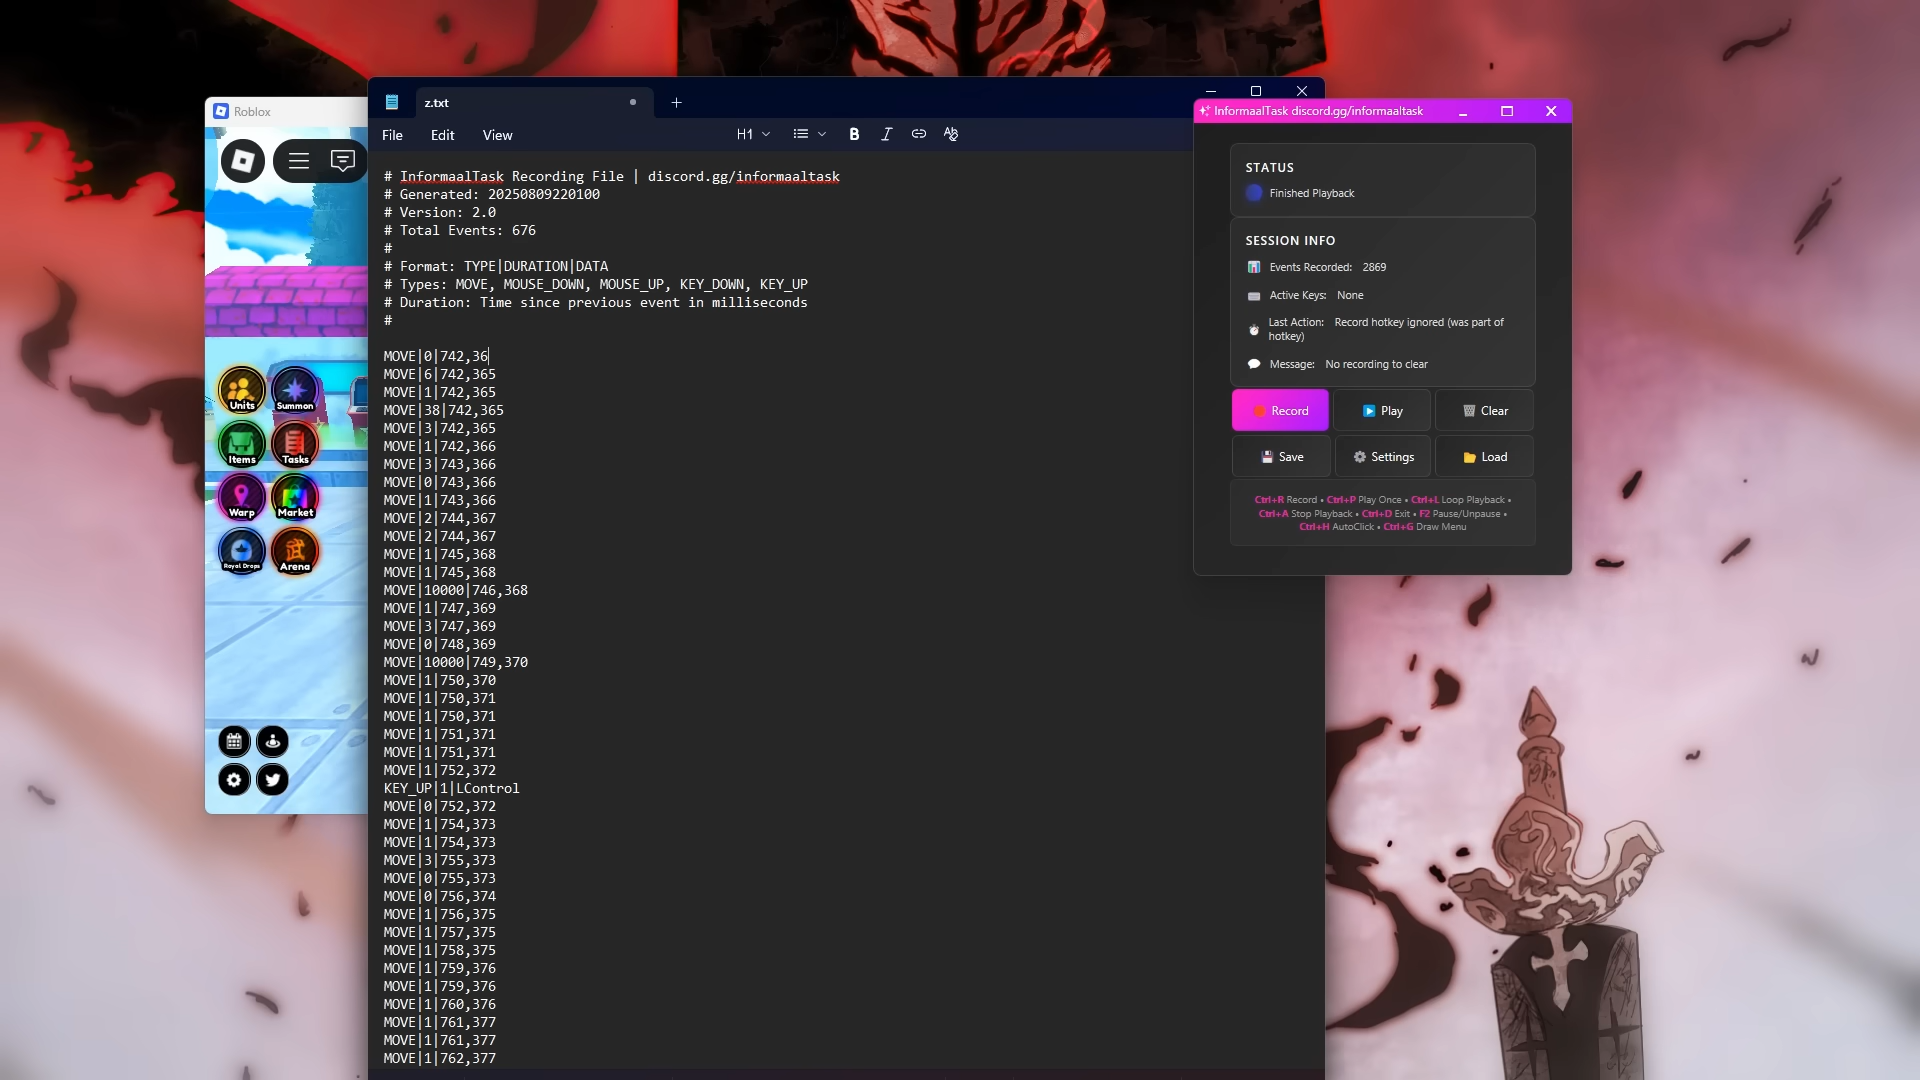 Roblox
Units
Summon
Items
Tasks
Warp
Market
Royal Drops
Arena
z.txt
File
Edit
View
H1
B
I
# InformaalTask Recording File | discord.gg/informaaltask
# Generated: 20250809220100
# Version: 2.0
# Total Events: 676
#
# Format: TYPE|DURATION|DATA
# Types: MOVE, MOUSE_DOWN, MOUSE_UP, KEY_DOWN, KEY_UP
# Duration: Time since previous event in milliseconds
#
MOVE|0|742,36
MOVE|6|742,365
MOVE|1|742,365
MOVE|38|742,365
MOVE|3|742,365
MOVE|1|742,366
MOVE|3|743,366
MOVE|0|743,366
MOVE|1|743,366
MOVE|2|744,367
MOVE|2|744,367
MOVE|1|745,368
MOVE|1|745,368
MOVE|10000|746,368
MOVE|1|747,369
MOVE|3|747,369
MOVE|0|748,369
MOVE|10000|749,370
MOVE|1|750,370
MOVE|1|750,371
MOVE|1|750,371
MOVE|1|751,371
MOVE|1|751,371
MOVE|1|752,372
KEY_UP|1|LControl
MOVE|0|752,372
MOVE|1|754,373
MOVE|1|754,373
MOVE|3|755,373
MOVE|0|755,373
MOVE|0|756,374
MOVE|1|756,375
MOVE|1|757,375
MOVE|1|758,375
MOVE|1|759,376
MOVE|1|759,376
MOVE|1|760,376
MOVE|1|761,377
MOVE|1|761,377
MOVE|1|762,377
InformaalTask discord.gg/informaaltask
STATUS
Finished Playback
SESSION INFO
Events Recorded: 2869
Active Keys: None
Last Action: Record hotkey ignored (was part of
hotkey)
Message: No recording to clear
Record
Play
Clear
Save
Settings
Load
Ctrl+R Record • Ctrl+P Play Once • Ctrl+L Loop Playback •
Ctrl+A Stop Playback • Ctrl+D Exit • F2 Pause/Unpause •
Ctrl+H AutoClick • Ctrl+G Draw Menu